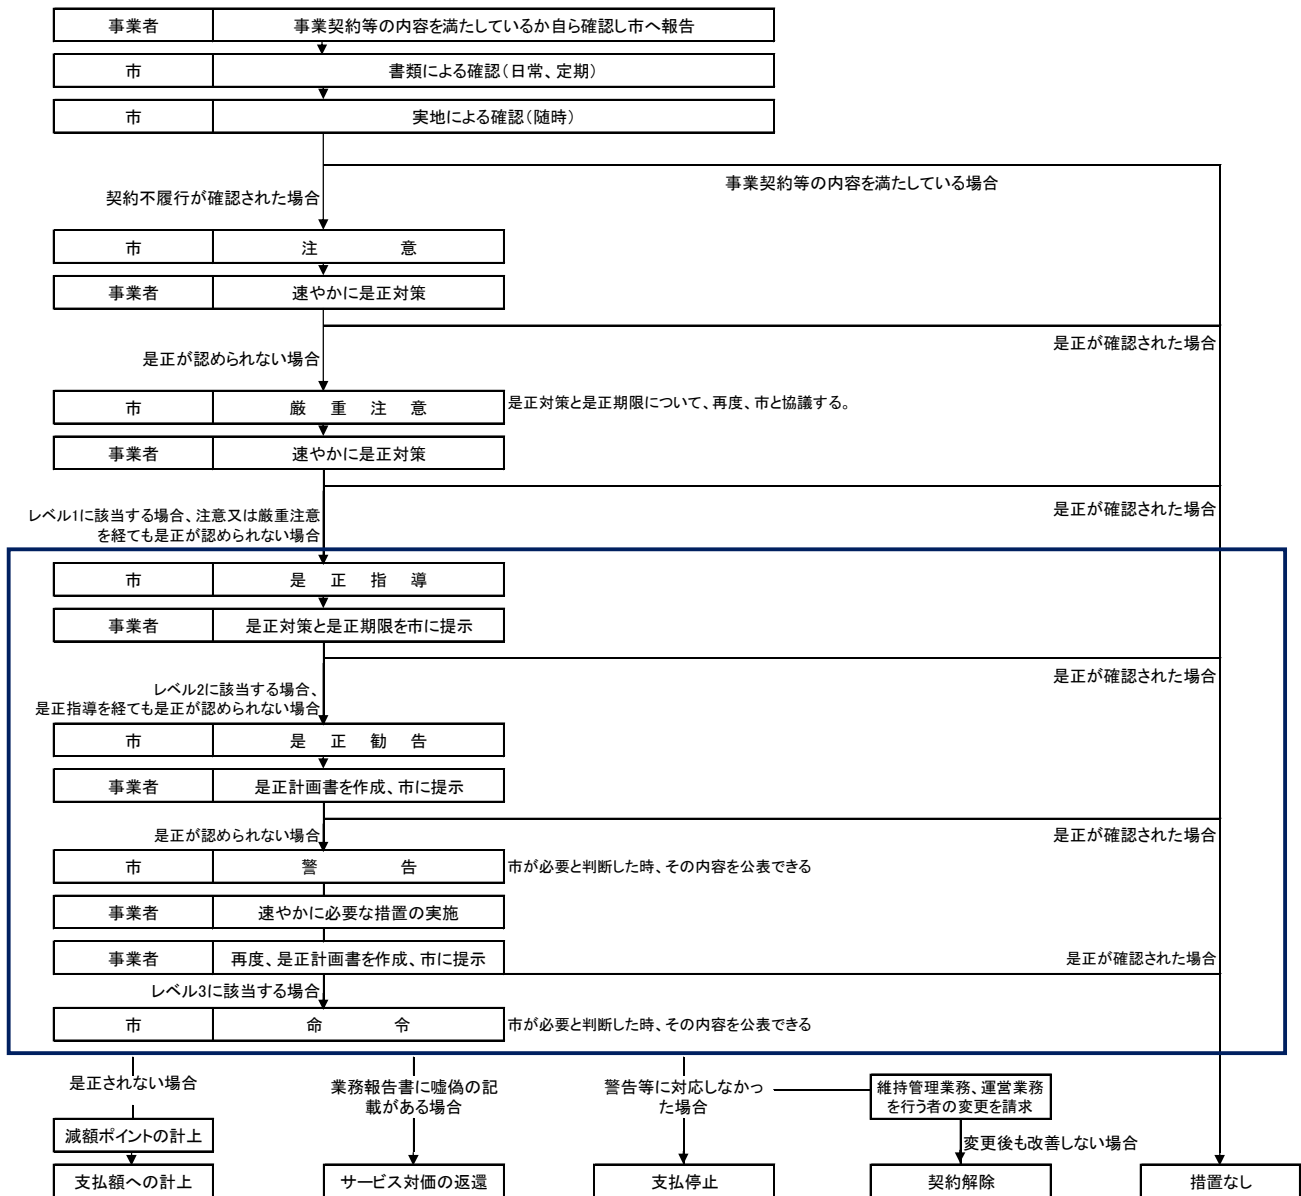 事業者 事業契約等の内容を満たしているか自ら確認し市へ報告
市 書類による確認（日常、定期）
市 実地による確認（随時）
事業契約等の内容を満たしている場合
契約不履行が確認された場合
市 注 意
事業者 速やかに是正対策
是正が確認された場合
是正が認められない場合
市 厳 重 注 意 是正対策と是正期限について、再度、市と協議する。
事業者 速やかに是正対策
是正が確認された場合
レベル1に該当する場合、注意又は厳重注意
を経ても是正が認められない場合
市 是 正 指 導
事業者 是正対策と是正期限を市に提示
是正が確認された場合
レベル2に該当する場合、
是正指導を経ても是正が認められない場合
市 是 正 勧 告
事業者 是正計画書を作成、市に提示
是正が認められない場合 是正が確認された場合
市 警 告 市が必要と判断した時、その内容を公表できる
事業者 速やかに必要な措置の実施
事業者 再度、是正計画書を作成、市に提示 是正が確認された場合
レベル3に該当する場合
市 命 令 市が必要と判断した時、その内容を公表できる
是正されない場合
減額ポイントの計上
支払額への計上
業務報告書に嘘偽の記
載がある場合
サービス対価の返還
警告等に対応しなかっ
た場合
支払停止
維持管理業務、運営業務
を行う者の変更を請求
変更後も改善しない場合
契約解除
措置なし